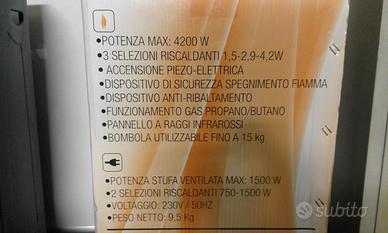 •POTENZA MAX: 4200 W
•3 SELEZIONI RISCALDANTI 1,5-2,9-4,2W
•ACCENSIONE PIEZO-ELETTRICA
•DISPOSITIVO DI SICUREZZA SPEGNIMENTO FIAMMA
•DISPOSITIVO ANTI-RIBALTAMENTO
•FUNZIONAMENTO GAS PROPANO/BUTANO
•PANNELLO A RAGGI INFRAROSSI
•BOMBOLA UTILIZZABILE FINO A 15 kg
•POTENZA STUFA VENTILATA MAX: 1500 W
•2 SELEZIONI RISCALDANTI 750-1500 W
•VOLTAGGIO: 230V / 50HZ
•PESO NETTO: 9,5 Kg
subito